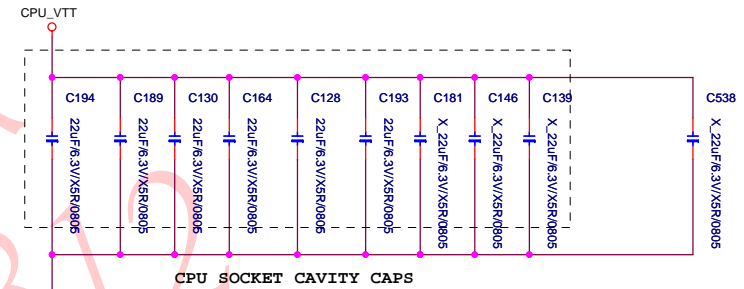 CPU_VTT
C194
C189
C130
C164
C128
C193
C181
C146
C139
C538
22uF/6.3V/X5R/0805
22uF/6.3V/X5R/0805
22uF/6.3V/X5R/0805
22uF/6.3V/X5R/0805
22uF/6.3V/X5R/0805
22uF/6.3V/X5R/0805
X_22uF/6.3V/X5R/0805
X_22uF/6.3V/X5R/0805
X_22uF/6.3V/X5R/0805
X_22uF/6.3V/X5R/0805
CPU SOCKET CAVITY CAPS